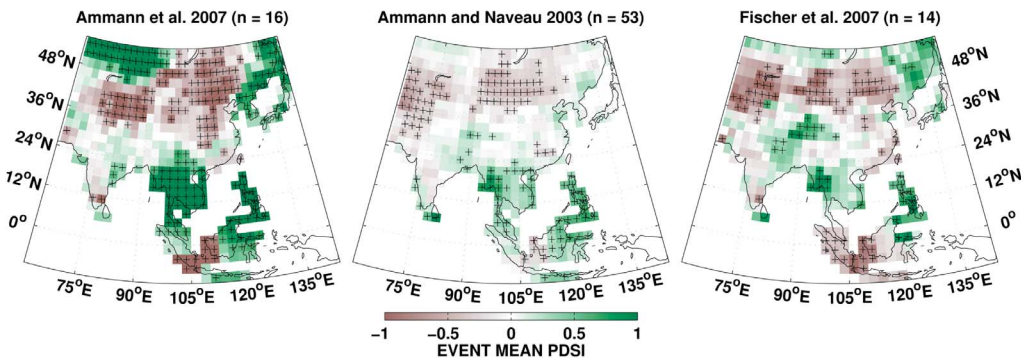 Ammann et al. 2007 (n = 16)
Ammann and Naveau 2003 (n = 53)
Fischer et al. 2007 (n = 14)
48°N
36°N
24°N
12°N
0°
75°E 90°E 105°E 120°E 135°E
75°E 90°E 105°E 120°E 135°E
75°E 90°E 105°E 120°E 135°E
48°N
36°N
24°N
12°N
0°
−1 −0.5 0 0.5 1
EVENT MEAN PDSI